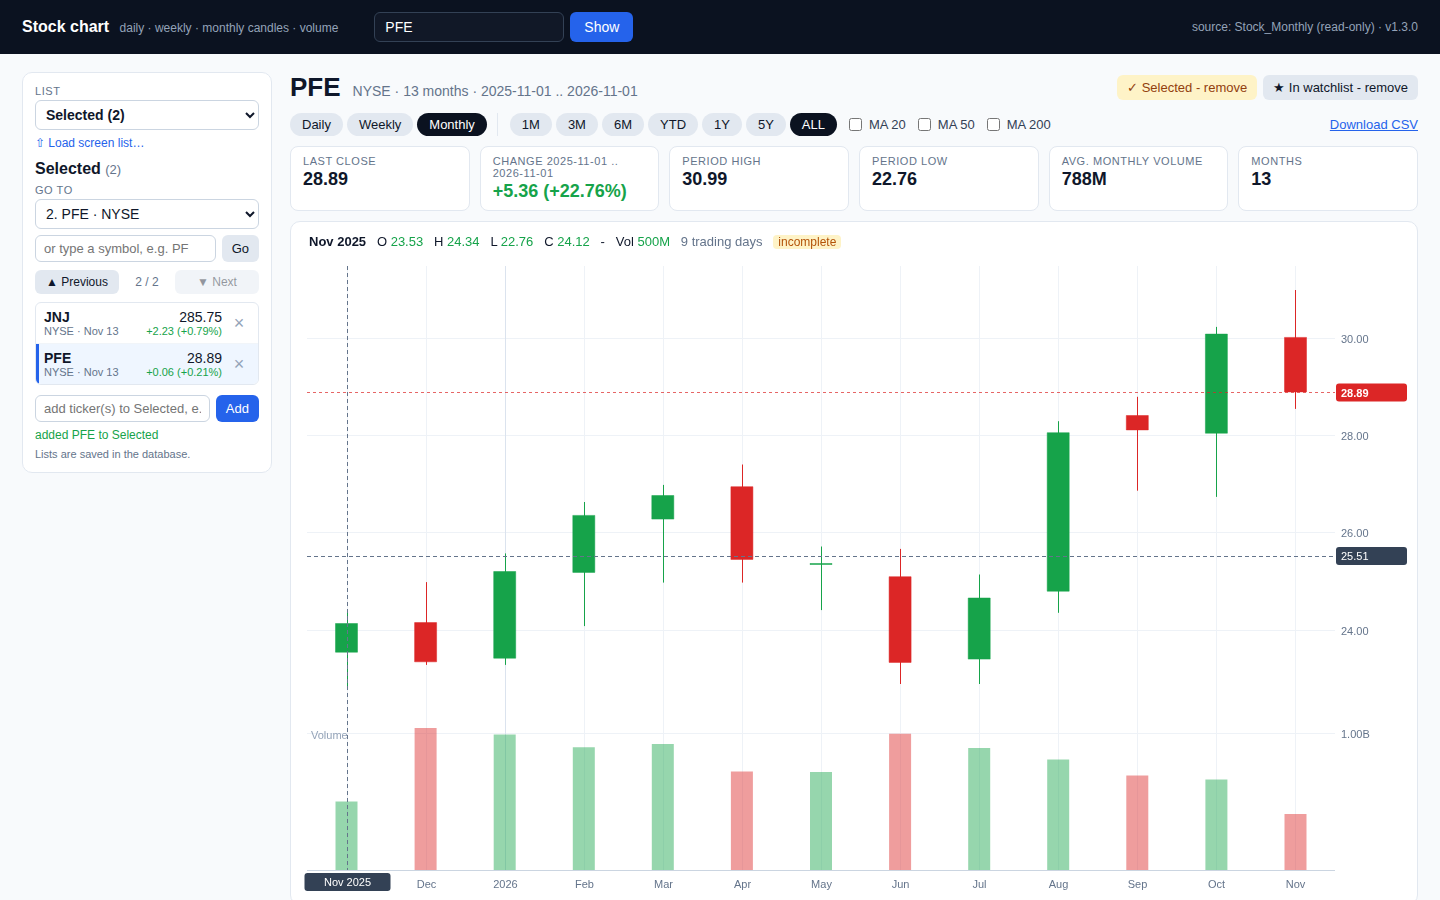 Stock chart daily · weekly · monthly candles · volume PFE Show source: Stock_Monthly (read-only) · v1.3.0
LIST
Selected (2)
⇧ Load screen list…
Selected (2)
GO TO
2. PFE · NYSE
or type a symbol, e.g. PF Go
▲ Previous 2 / 2 ▼ Next
JNJ 285.75 ×
NYSE · Nov 13 +2.23 (+0.79%)
PFE 28.89 ×
NYSE · Nov 13 +0.06 (+0.21%)
add ticker(s) to Selected, e. Add
added PFE to Selected
Lists are saved in the database.
PFE NYSE · 13 months · 2025-11-01 .. 2026-11-01 ✓ Selected - remove ★ In watchlist - remove
Daily Weekly Monthly 1M 3M 6M YTD 1Y 5Y ALL MA 20 MA 50 MA 200 Download CSV
LAST CLOSE
28.89
CHANGE 2025-11-01 ..
2026-11-01
+5.36 (+22.76%)
PERIOD HIGH
30.99
PERIOD LOW
22.76
AVG. MONTHLY VOLUME
788M
MONTHS
13
Nov 2025 O 23.53 H 24.34 L 22.76 C 24.12 - Vol 500M 9 trading days incomplete
30.00
28.89
28.00
26.00
25.51
24.00
Volume 1.00B
Nov 2025 Dec 2026 Feb Mar Apr May Jun Jul Aug Sep Oct Nov